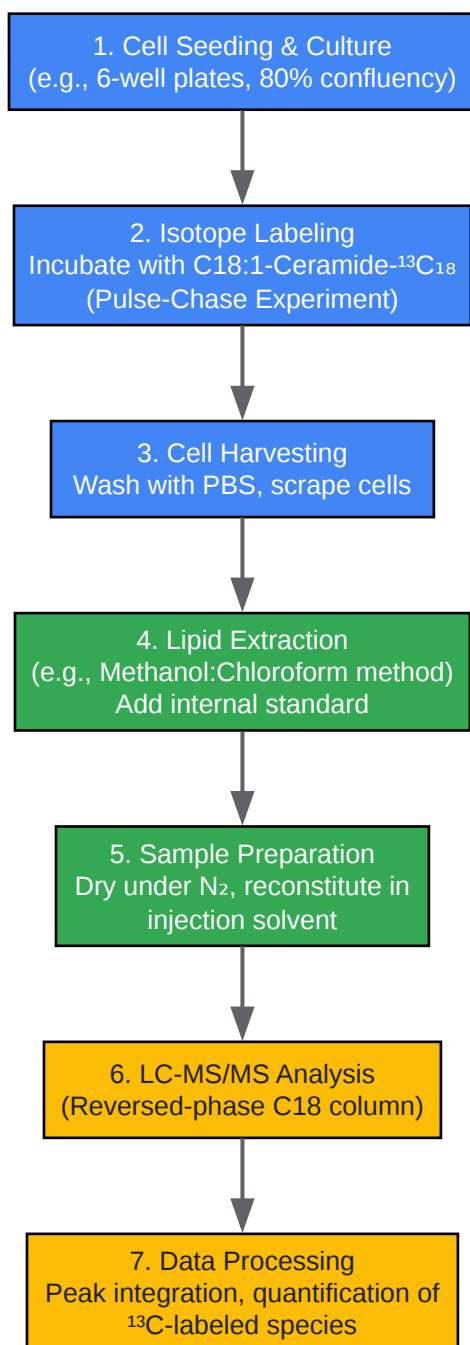 1. Cell Seeding & Culture
(e.g., 6-well plates, 80% confluency)
2. Isotope Labeling
Incubate with C18:1-Ceramide-¹³C₁₈
(Pulse-Chase Experiment)
3. Cell Harvesting
Wash with PBS, scrape cells
4. Lipid Extraction
(e.g., Methanol:Chloroform method)
Add internal standard
5. Sample Preparation
Dry under N₂, reconstitute in
injection solvent
6. LC-MS/MS Analysis
(Reversed-phase C18 column)
7. Data Processing
Peak integration, quantification of
¹³C-labeled species